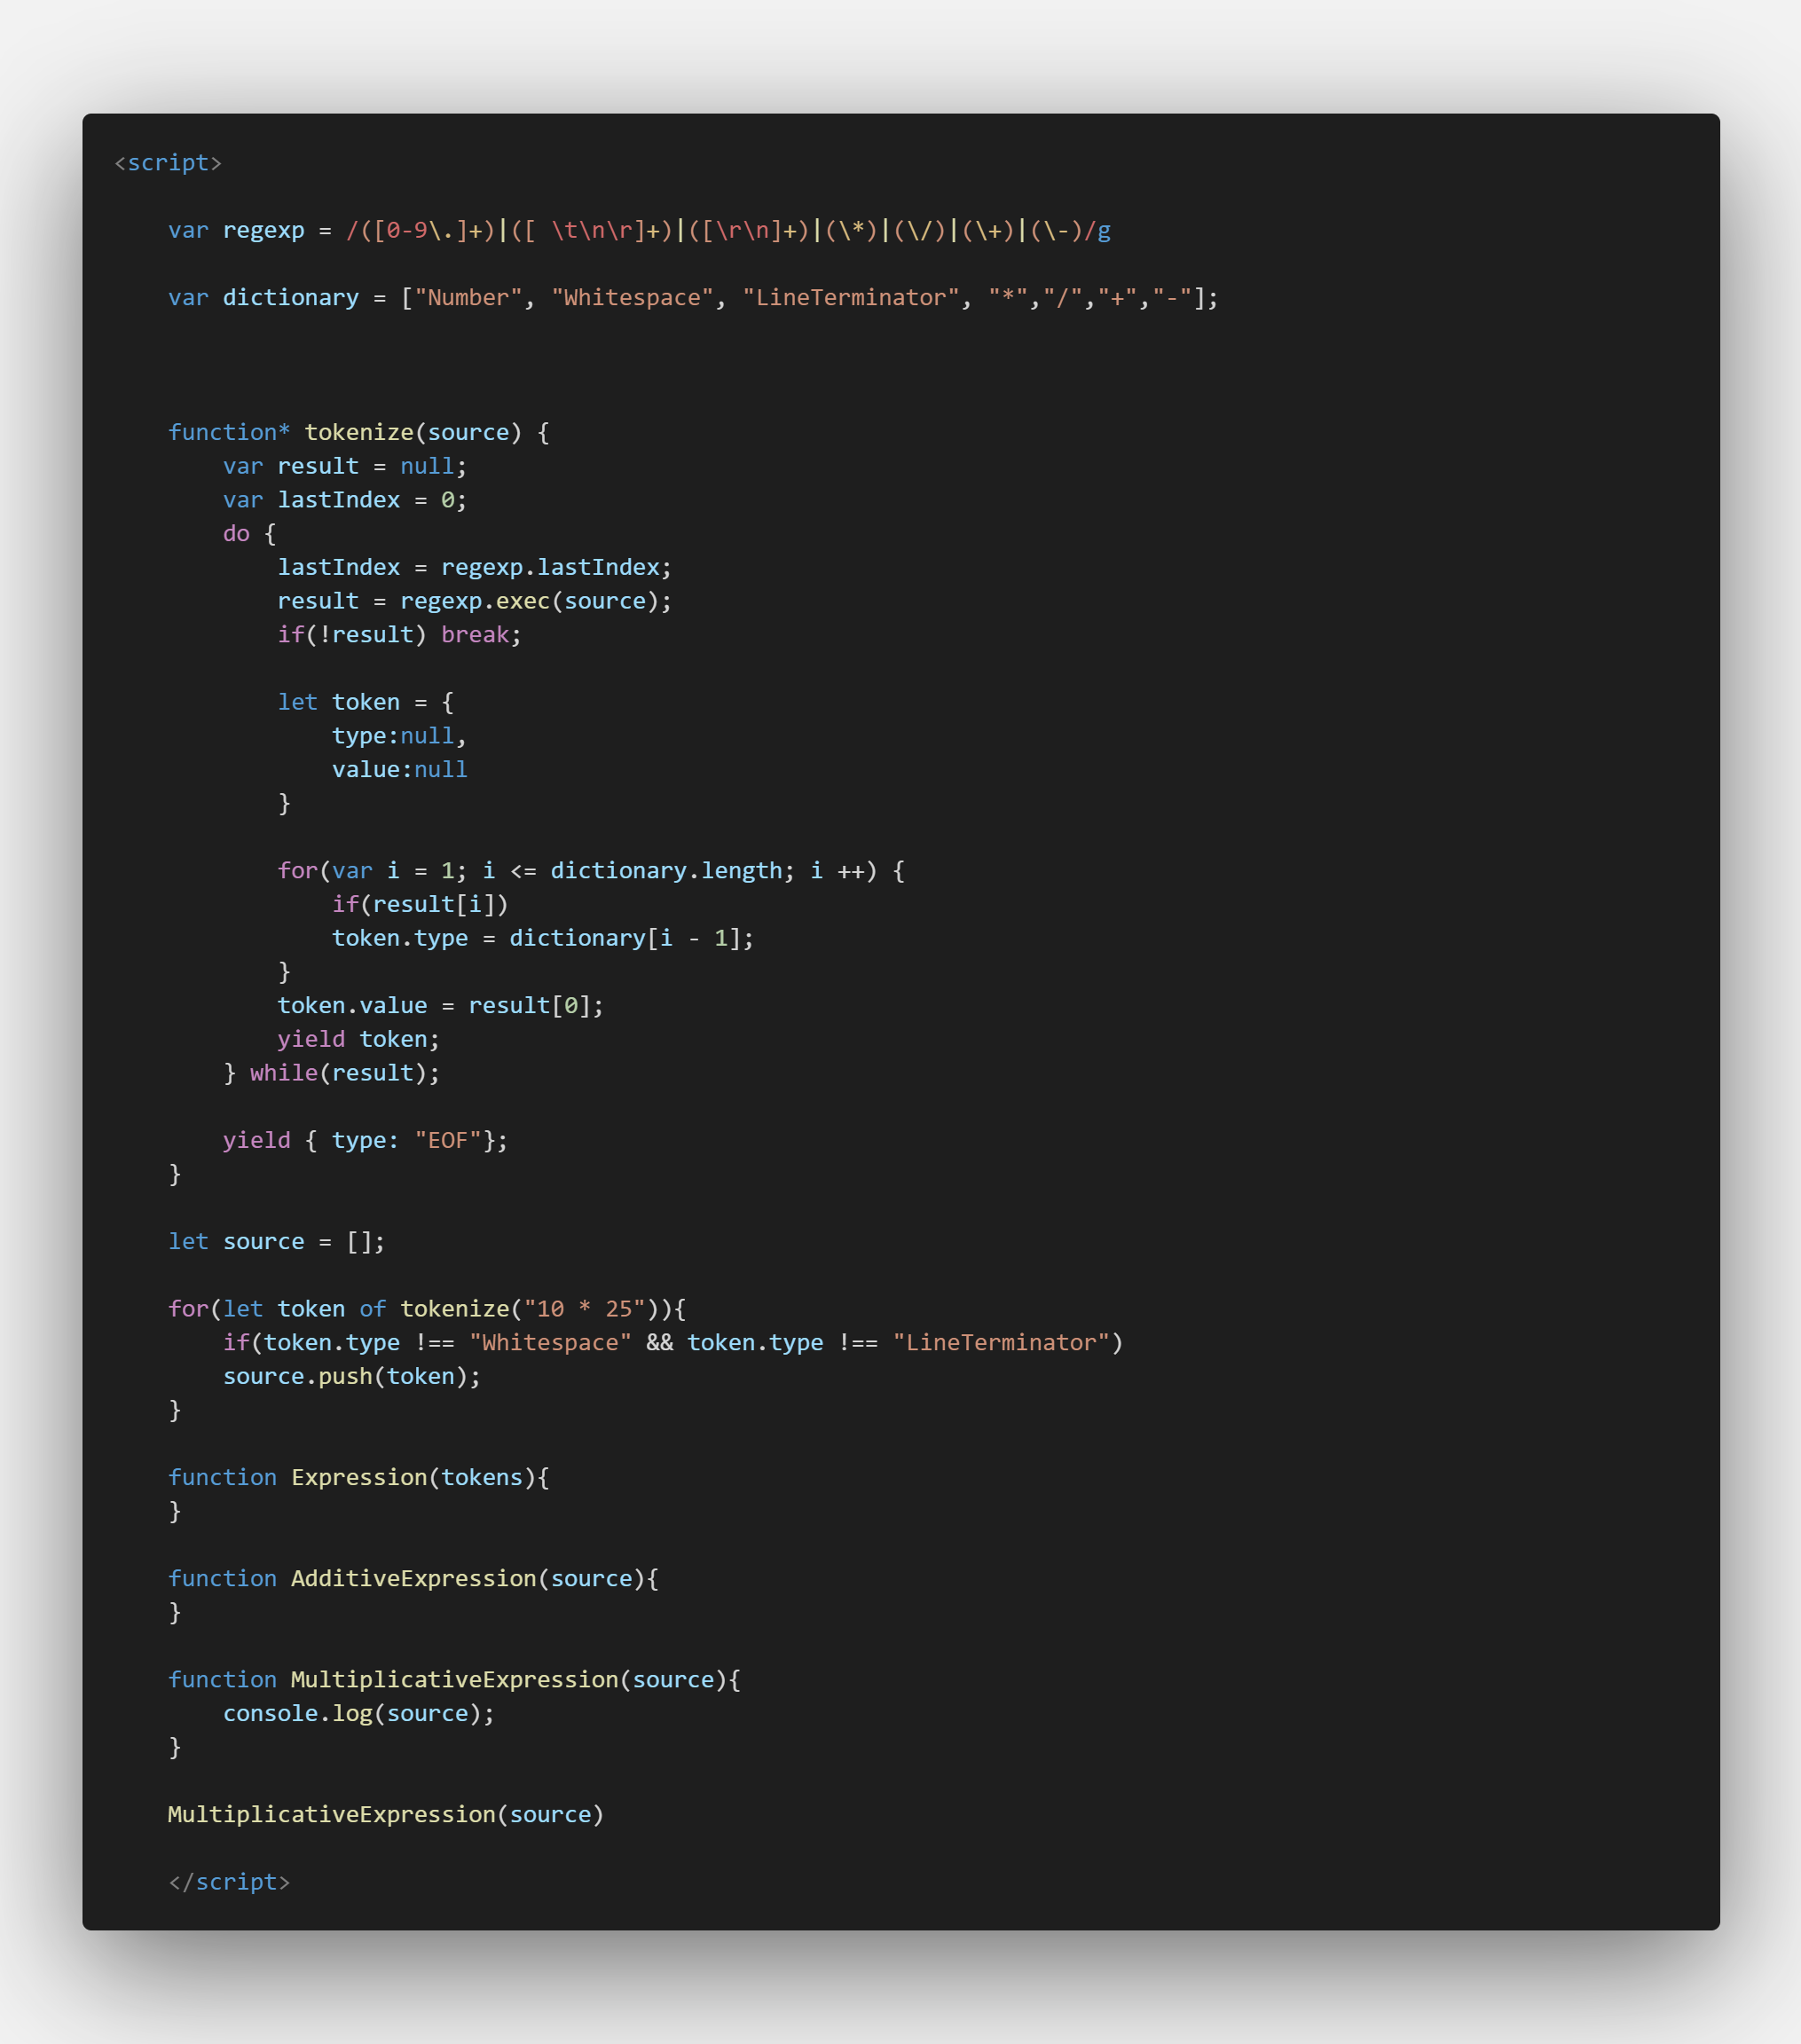 <script>
var regexp = /([0-9\.]+)|([ \t\n\r]+)|([\r\n]+)|(\*)|(\/)|(\+)|(\-)/g
var dictionary = ["Number", "Whitespace", "LineTerminator", "*","/","+","-"];
function* tokenize(source) {
var result = null;
var lastIndex = 0;
do {
lastIndex = regexp.lastIndex;
result = regexp.exec(source);
if(!result) break;
let token = {
type:null,
value:null
}
for(var i = 1; i <= dictionary.length; i ++) {
if(result[i])
token.type = dictionary[i - 1];
}
token.value = result[0];
yield token;
} while(result);
yield { type: "EOF"};
}
let source = [];
for(let token of tokenize("10 * 25")){
if(token.type !== "Whitespace" && token.type !== "LineTerminator")
source.push(token);
}
function Expression(tokens){
}
function AdditiveExpression(source){
}
function MultiplicativeExpression(source){
console.log(source);
}
MultiplicativeExpression(source)
</script>